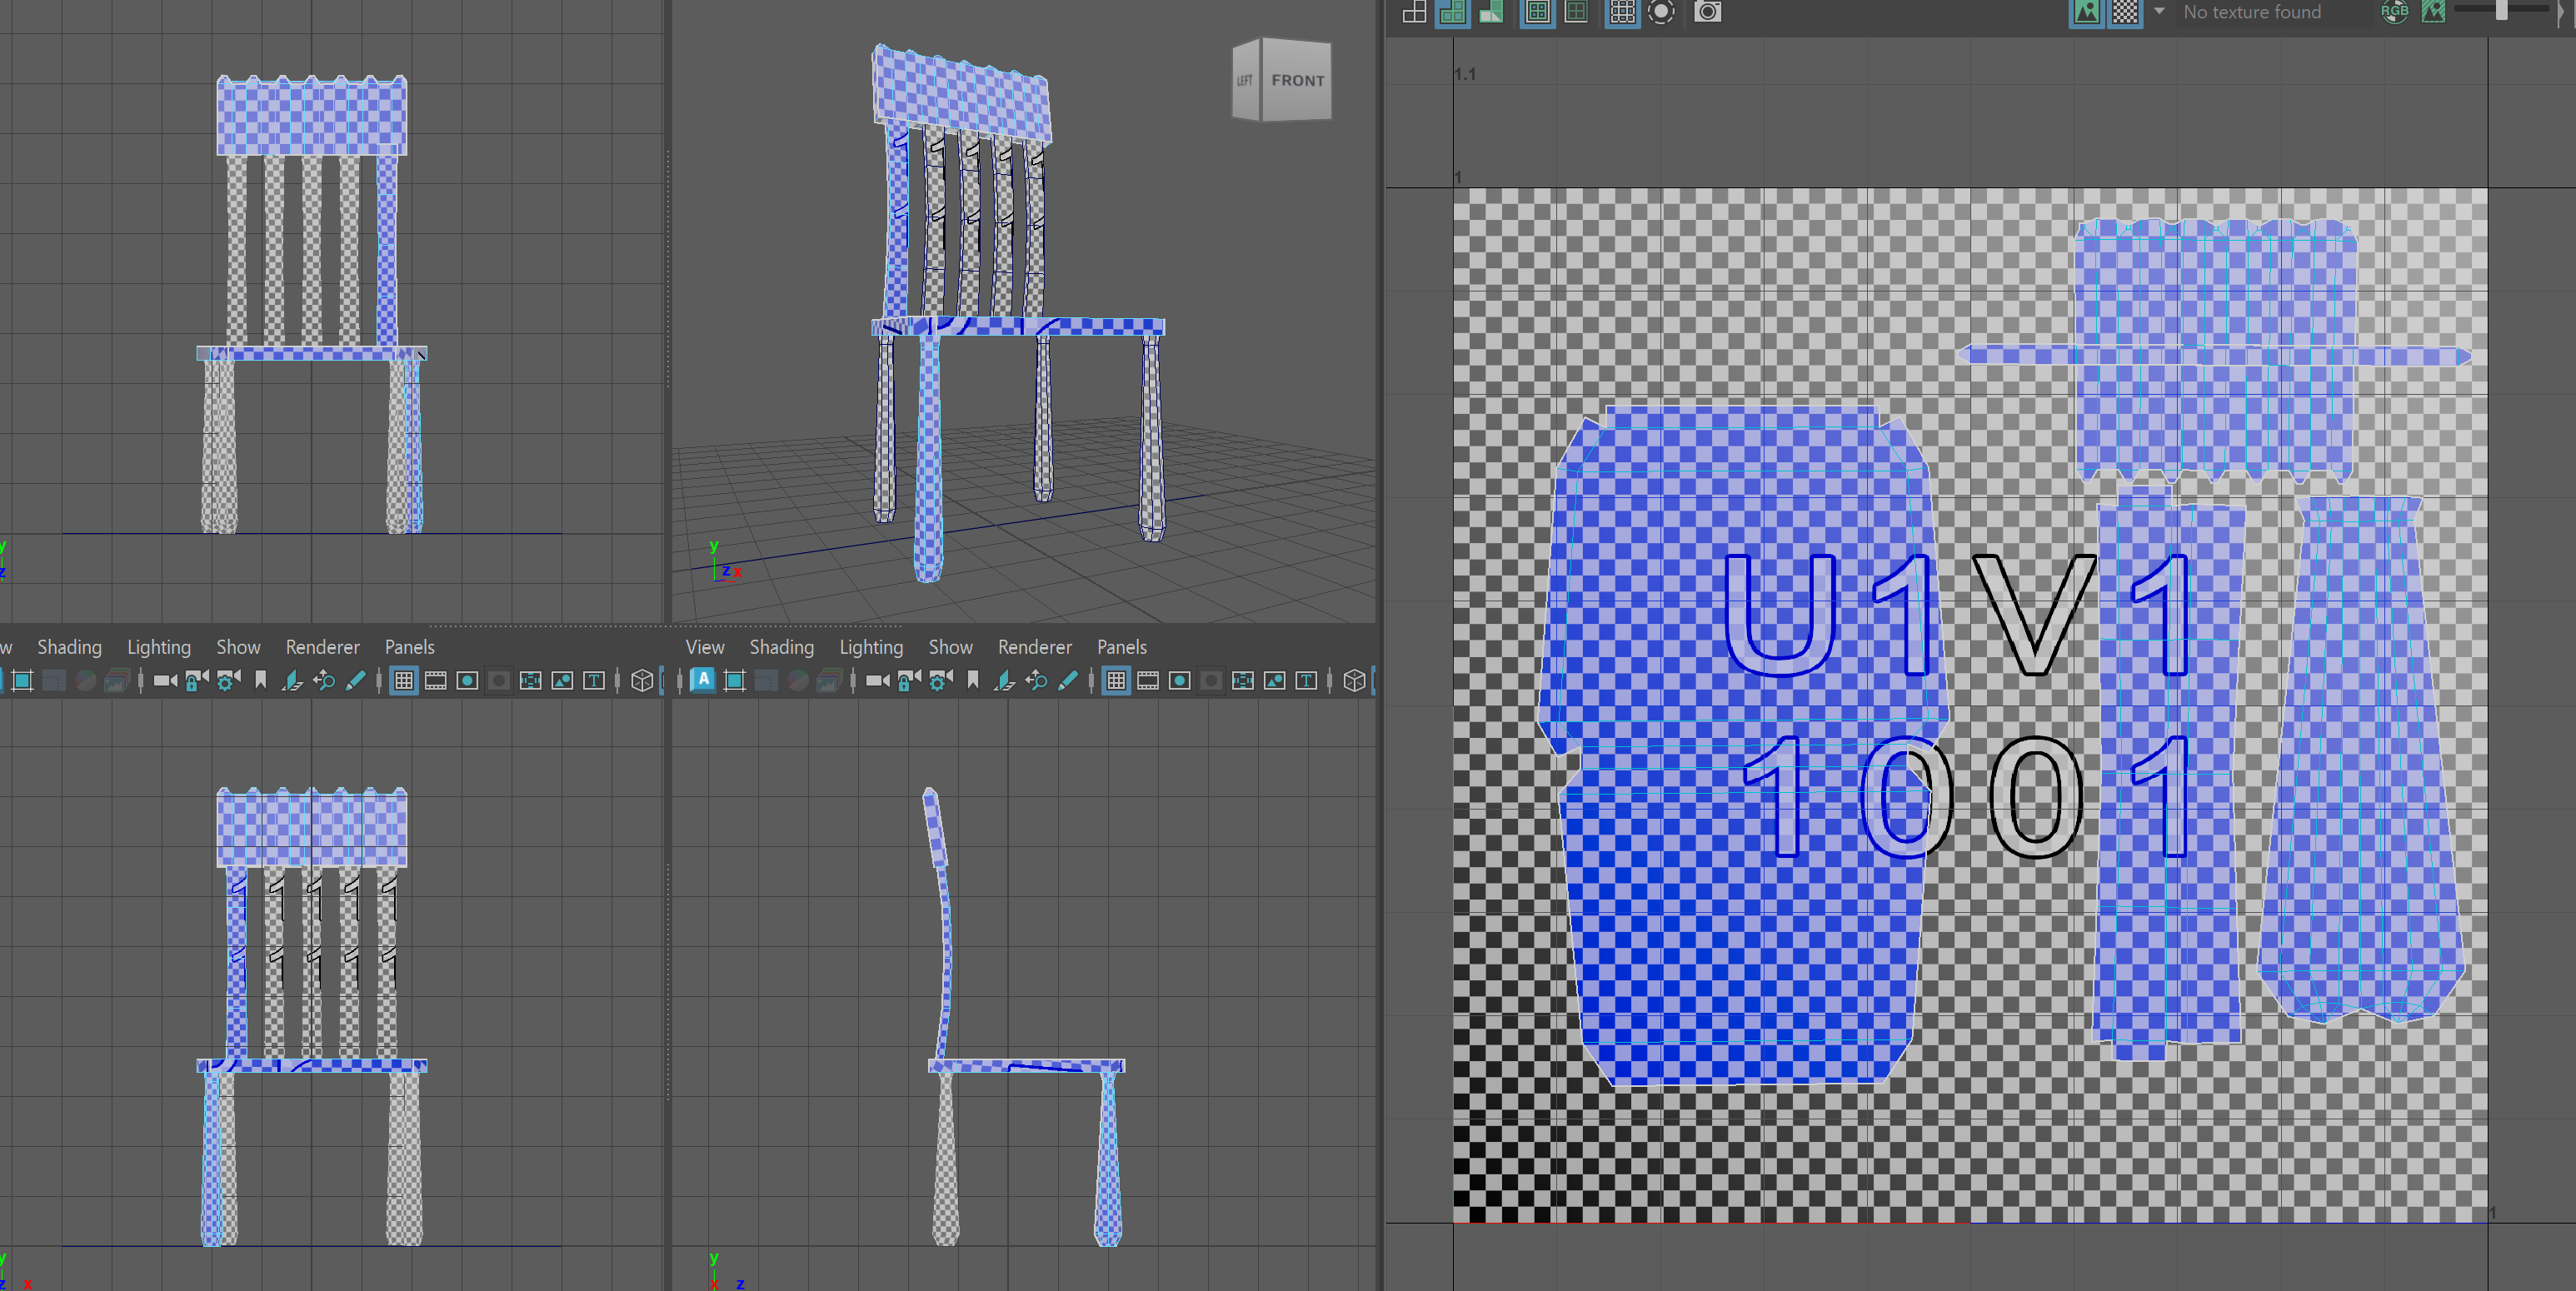 No texture found
RGB
1.1
LEFT
FRONT
1
y
z
y
z x
U1V1
1001
w Shading Lighting Show Renderer Panels
View Shading Lighting Show Renderer Panels
A
T
T
1
y
z x
y
x z